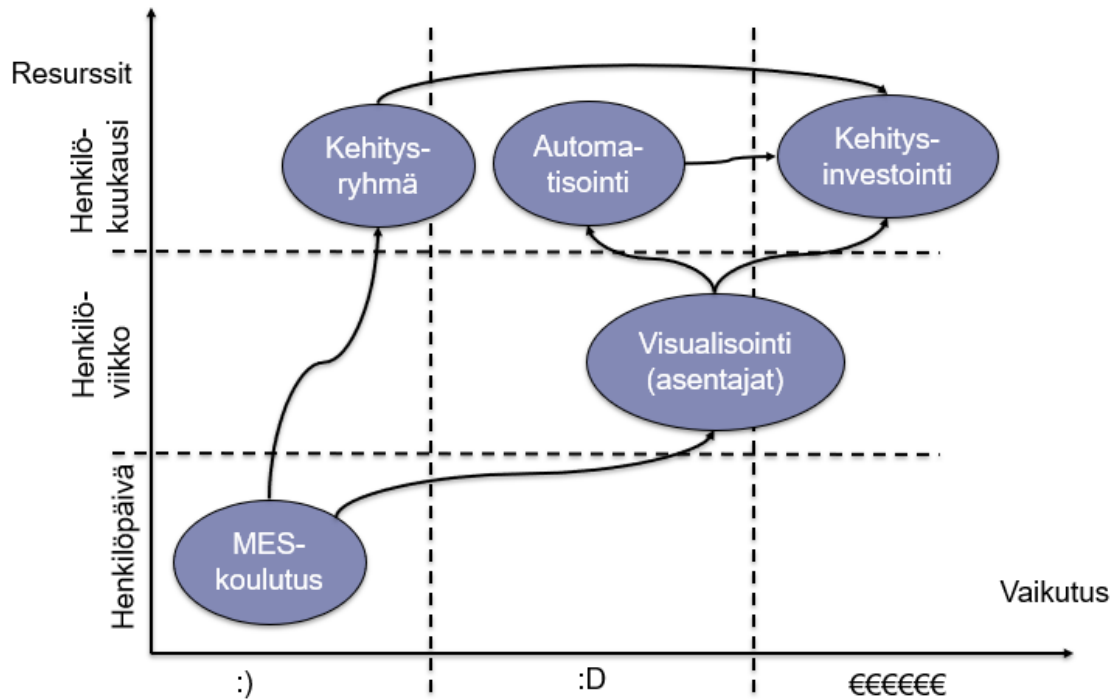 Resurssit
Henkilö-
kuukausi
Kehitys-
ryhmä
Automa-
tisointi
Kehitys-
investointi
Henkilö-
viikko
Visualisointi
(asentajat)
Henkilöpäivä
MES-
koulutus
Vaikutus
:)
:D
€€€€€€